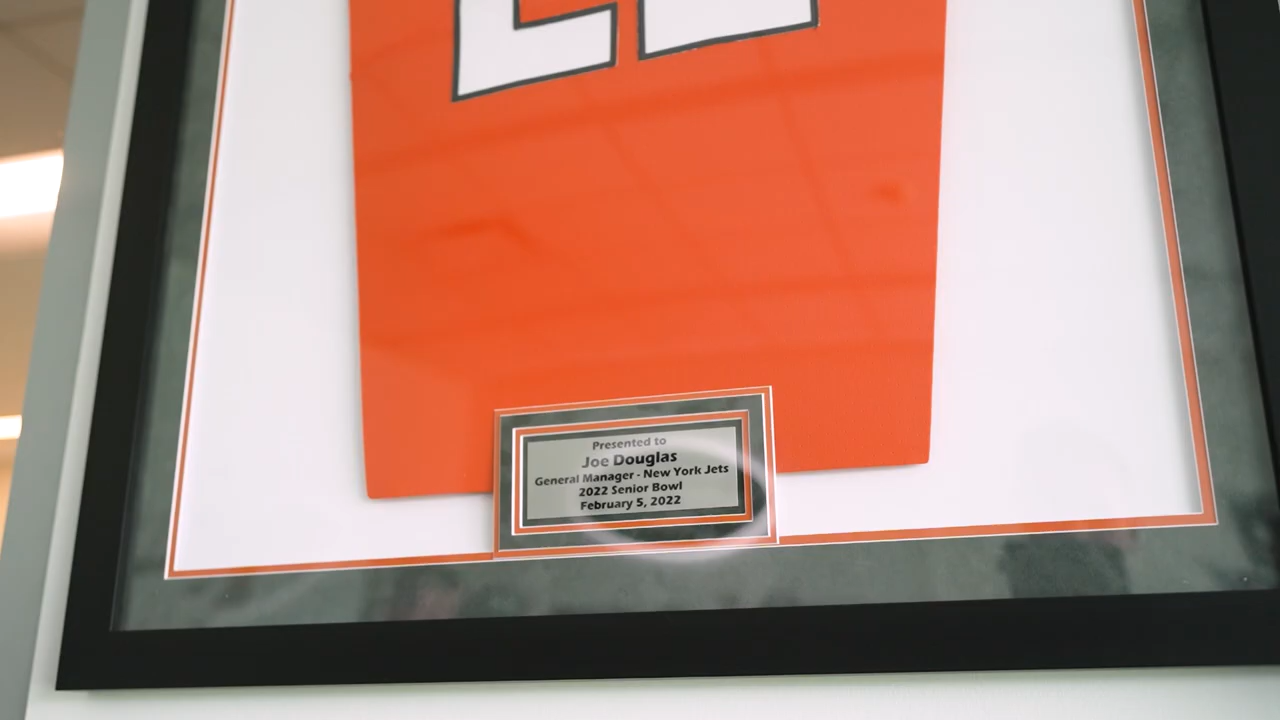 Presented to
Joe Douglas
General Manager - New York Jets
2022 Senior Bowl
February 5, 2022